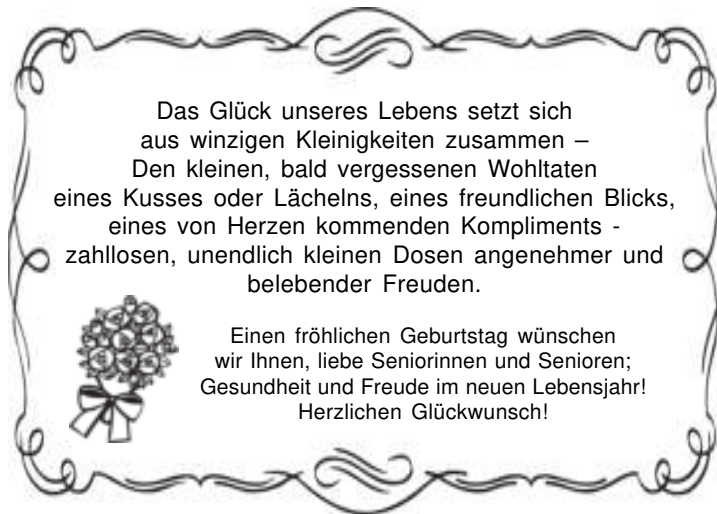 Das Glück unseres Lebens setzt sich
aus winzigen Kleinigkeiten zusammen –
Den kleinen, bald vergessenen Wohltaten
eines Kusses oder Lächelns, eines freundlichen Blicks,
eines von Herzen kommenden Kompliments -
zahllosen, unendlich kleinen Dosen angenehmer und
belebender Freuden.
Einen fröhlichen Geburtstag wünschen
wir Ihnen, liebe Seniorinnen und Senioren;
Gesundheit und Freude im neuen Lebensjahr!
Herzlichen Glückwunsch!